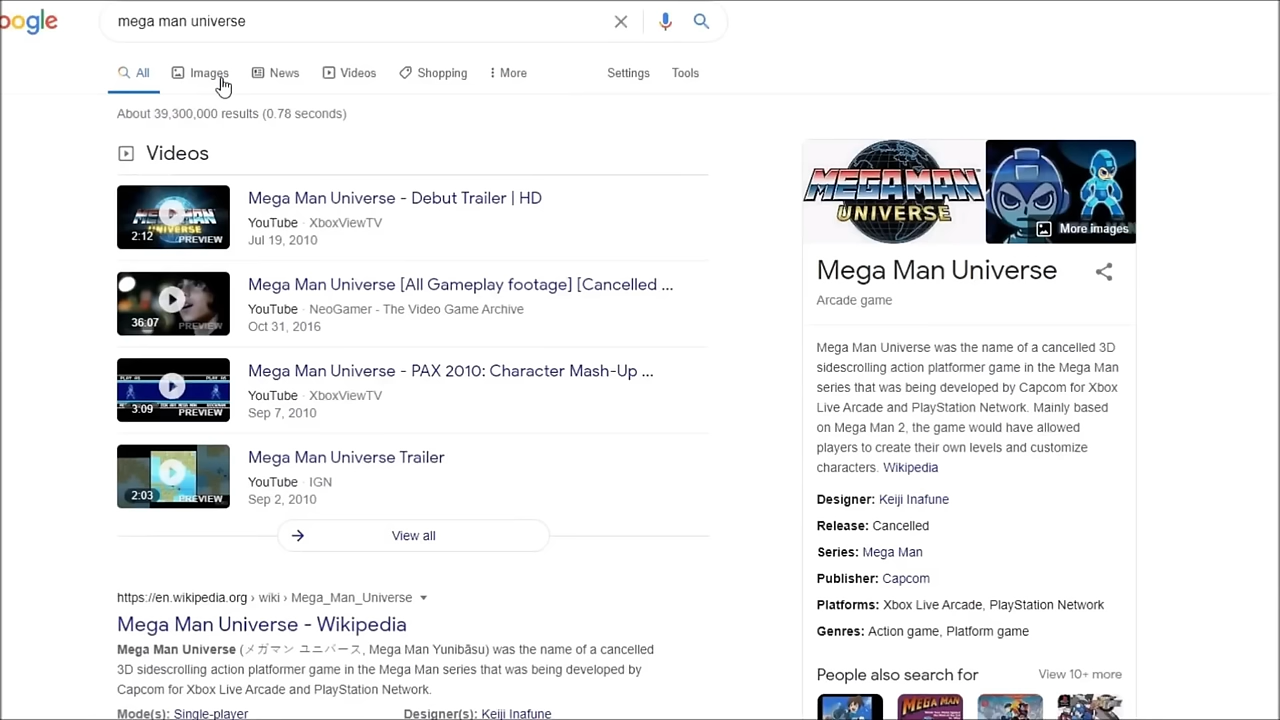 oogle
mega man universe
All
Images
News
Videos
Shopping
More
Settings
Tools
About 39,300,000 results (0.78 seconds)
Videos
MEGAMAN
UNIVERSE
2:12
PREVIEW
Mega Man Universe - Debut Trailer | HD
YouTube · XboxViewTV
Jul 19, 2010
36:07
PREVIEW
Mega Man Universe [All Gameplay footage] [Cancelled ...
YouTube · NeoGamer - The Video Game Archive
Oct 31, 2016
3:09
PREVIEW
Mega Man Universe - PAX 2010: Character Mash-Up ...
YouTube · XboxViewTV
Sep 7, 2010
2:03
PREVIEW
Mega Man Universe Trailer
YouTube · IGN
Sep 2, 2010
View all
https://en.wikipedia.org › wiki › Mega_Man_Universe
Mega Man Universe - Wikipedia
Mega Man Universe (メガマン ユニバース, Mega Man Yunibāsu) was the name of a cancelled
3D sidescrolling action platformer game in the Mega Man series that was being developed by
Capcom for Xbox Live Arcade and PlayStation Network.
Mode(s): Single-player
Designer(s): Keiji Inafune
MEGAMAN
UNIVERSE
More images
Mega Man Universe
Arcade game
Mega Man Universe was the name of a cancelled 3D
sidescrolling action platformer game in the Mega Man
series that was being developed by Capcom for Xbox
Live Arcade and PlayStation Network. Mainly based
on Mega Man 2, the game would have allowed
players to create their own levels and customize
characters. Wikipedia
Designer: Keiji Inafune
Release: Cancelled
Series: Mega Man
Publisher: Capcom
Platforms: Xbox Live Arcade, PlayStation Network
Genres: Action game, Platform game
People also search for
View 10+ more
MEGA MAN